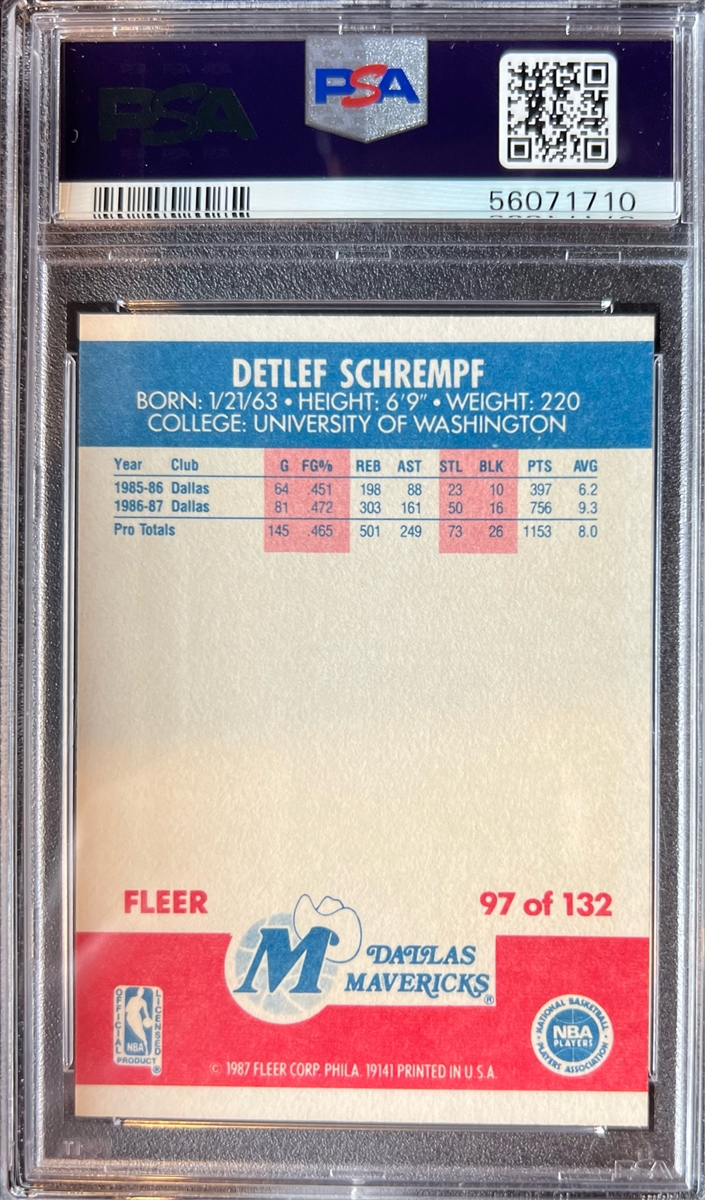 PSA
PSA
56071710
DETLEF SCHREMPF
BORN: 1/21/63 • HEIGHT: 6'9" • WEIGHT: 220
COLLEGE: UNIVERSITY OF WASHINGTON
Year Club G FG% REB AST STL BLK PTS AVG
1985-86 Dallas 64 .451 198 88 23 10 397 6.2
1986-87 Dallas 81 .472 303 161 50 16 756 9.3
Pro Totals 145 .465 501 249 73 26 1153 8.0
FLEER 97 of 132
M DALLAS
MAVERICKS®
OFFICIAL LICENSED
NBA
PRODUCT ®
NATIONAL BASKETBALL
NBA
PLAYERS
PLAYERS ASSOCIATION
© 1987 FLEER CORP. PHILA. 19141 PRINTED IN U.S.A.
PSA